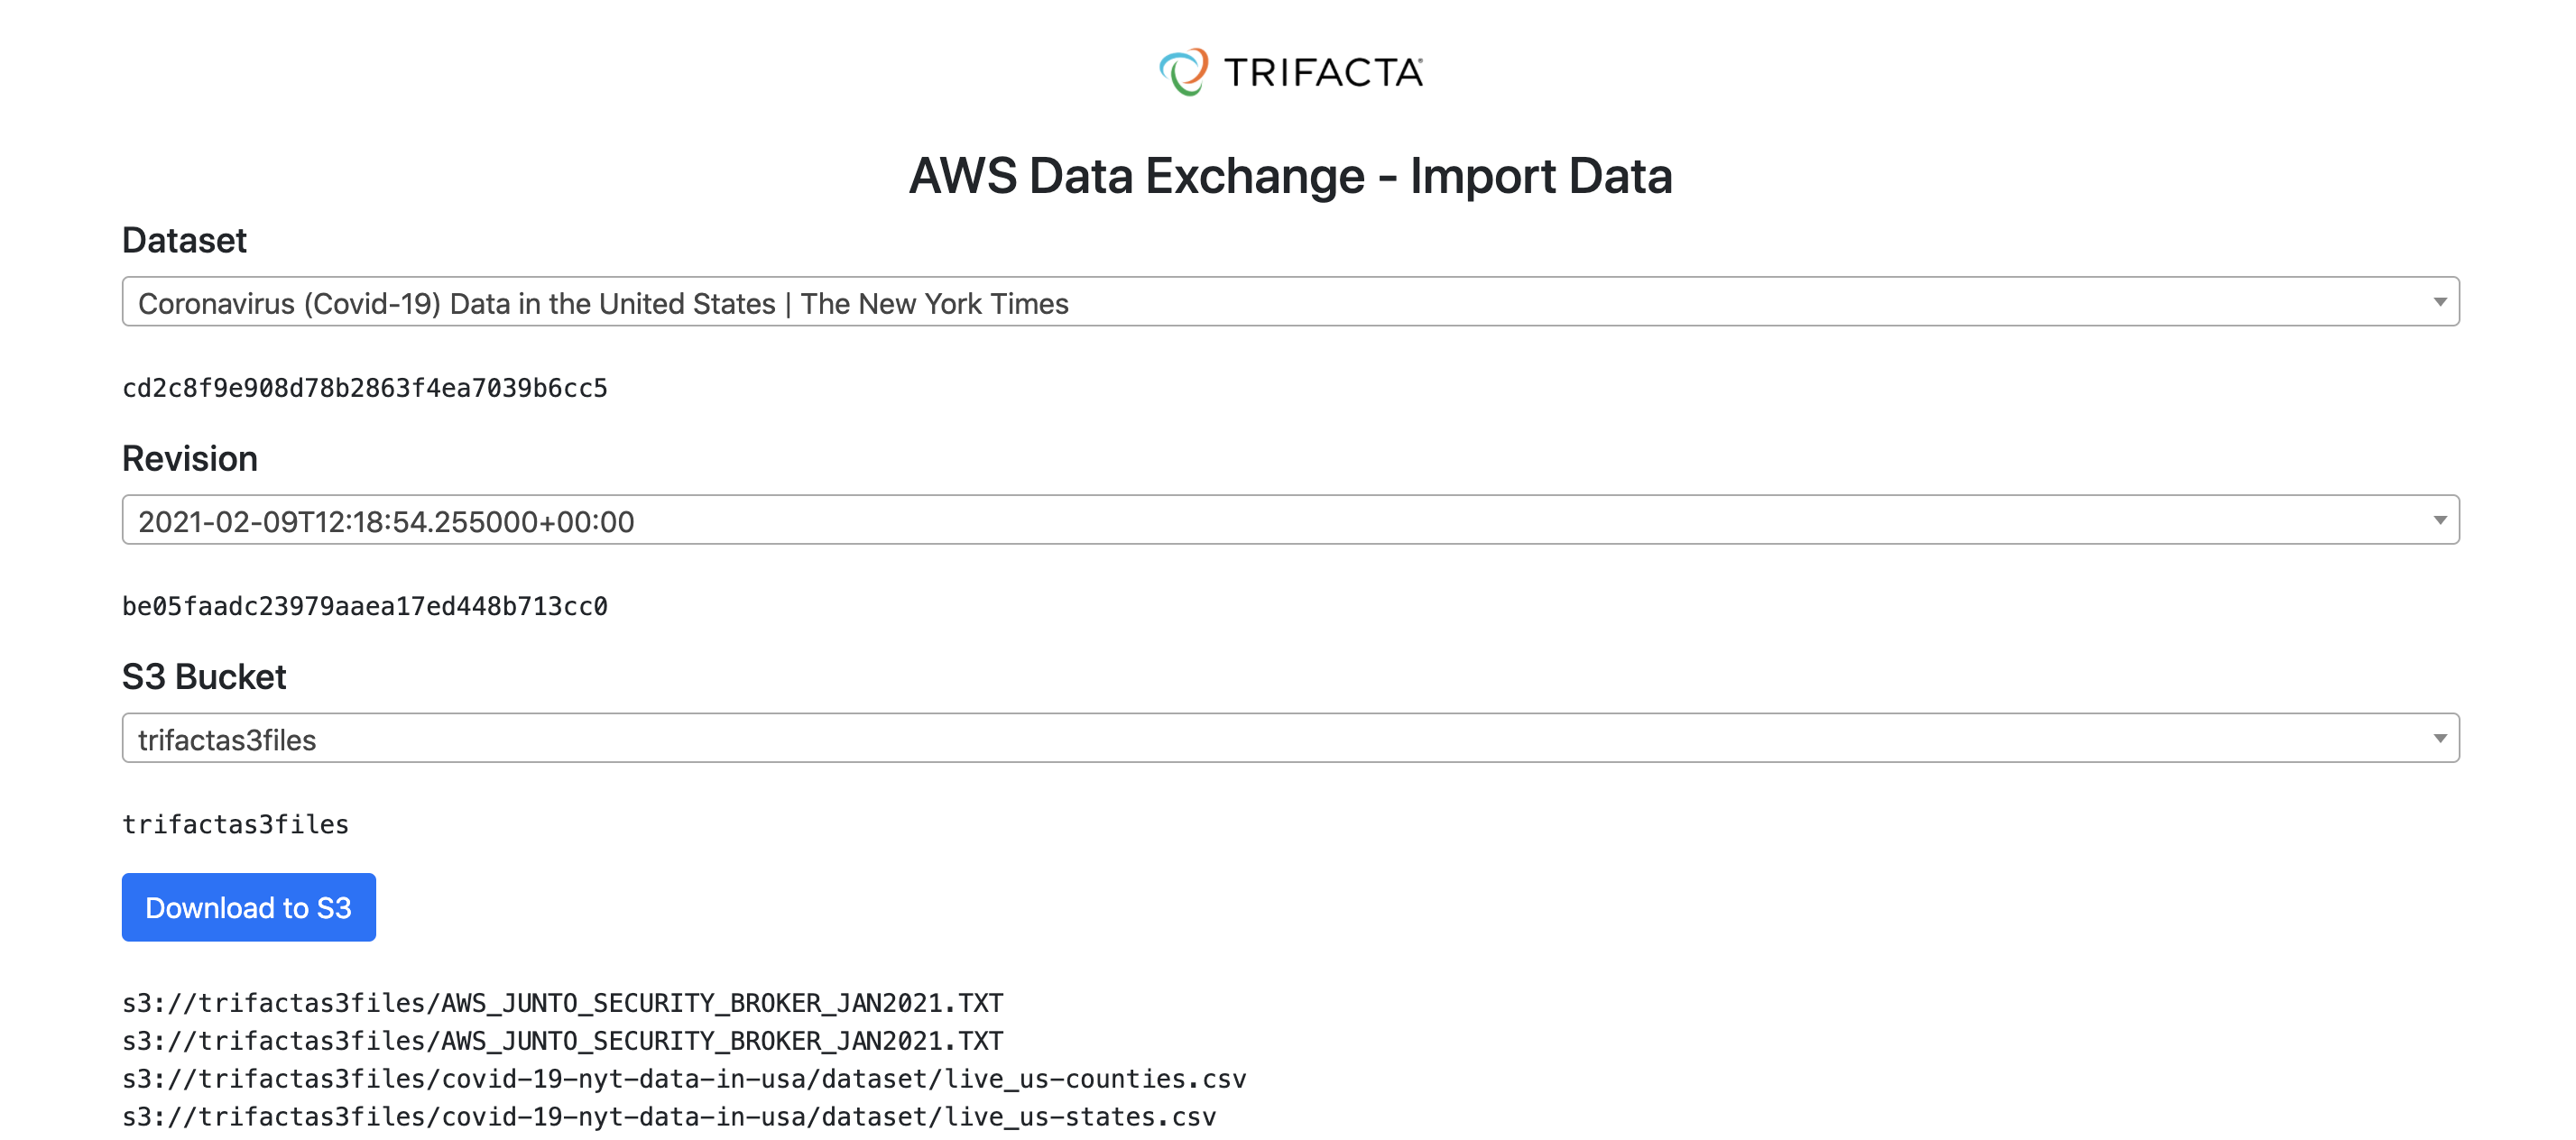 TRIFACTA
AWS Data Exchange - Import Data
Dataset
Coronavirus (Covid-19) Data in the United States | The New York Times
cd2c8f9e908d78b2863f4ea7039b6cc5
Revision
2021-02-09T12:18:54.255000+00:00
be05faadc23979aaea17ed448b713cc0
S3 Bucket
trifactas3files
trifactas3files
Download to S3
s3://trifactas3files/AWS_JUNTO_SECURITY_BROKER_JAN2021.TXT
s3://trifactas3files/AWS_JUNTO_SECURITY_BROKER_JAN2021.TXT
s3://trifactas3files/covid-19-nyt-data-in-usa/dataset/live_us-counties.csv
s3://trifactas3files/covid-19-nyt-data-in-usa/dataset/live_us-states.csv